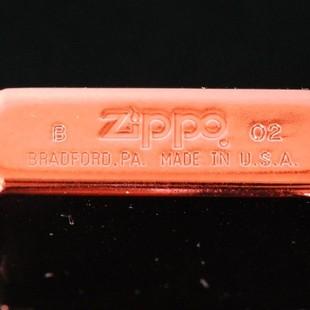 B Zippo 02
BRADFORD, PA. MADE IN U.S.A.